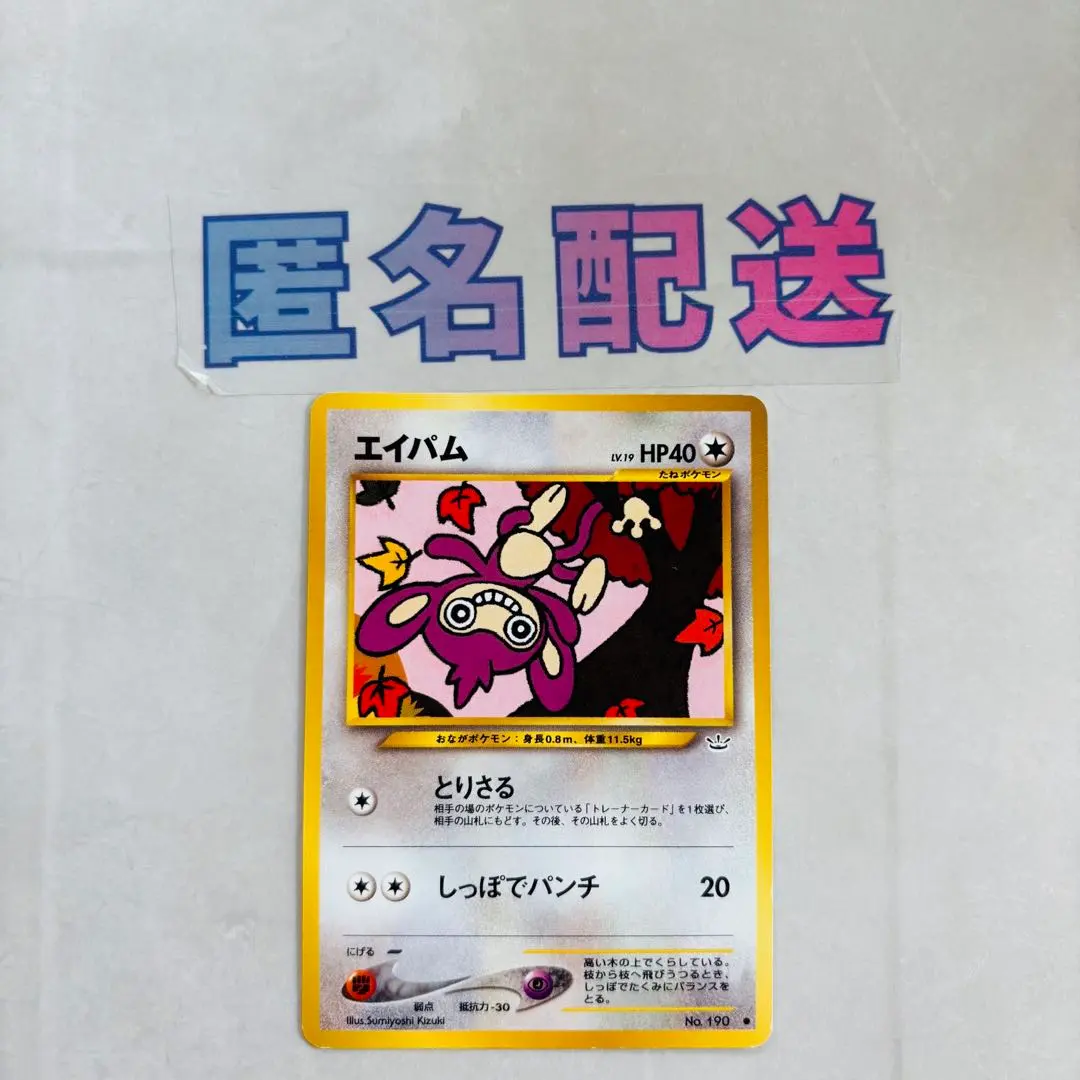 匿名配送
エイパム
LV.19 HP40
たねポケモン
おながポケモン：身長0.8m、体重11.5kg
とりさる
相手の場のポケモンについている「トレーナーカード」を1枚選び、
相手の山札にもどす。その後、その山札をよく切る。
しっぽでパンチ 20
にげる
高い木の上でくらしている。
枝から枝へ飛びうつるとき、
しっぽでたくみにバランスを
とる。
弱点 抵抗力-30
Illus.Sumiyoshi Kizuki
No. 190